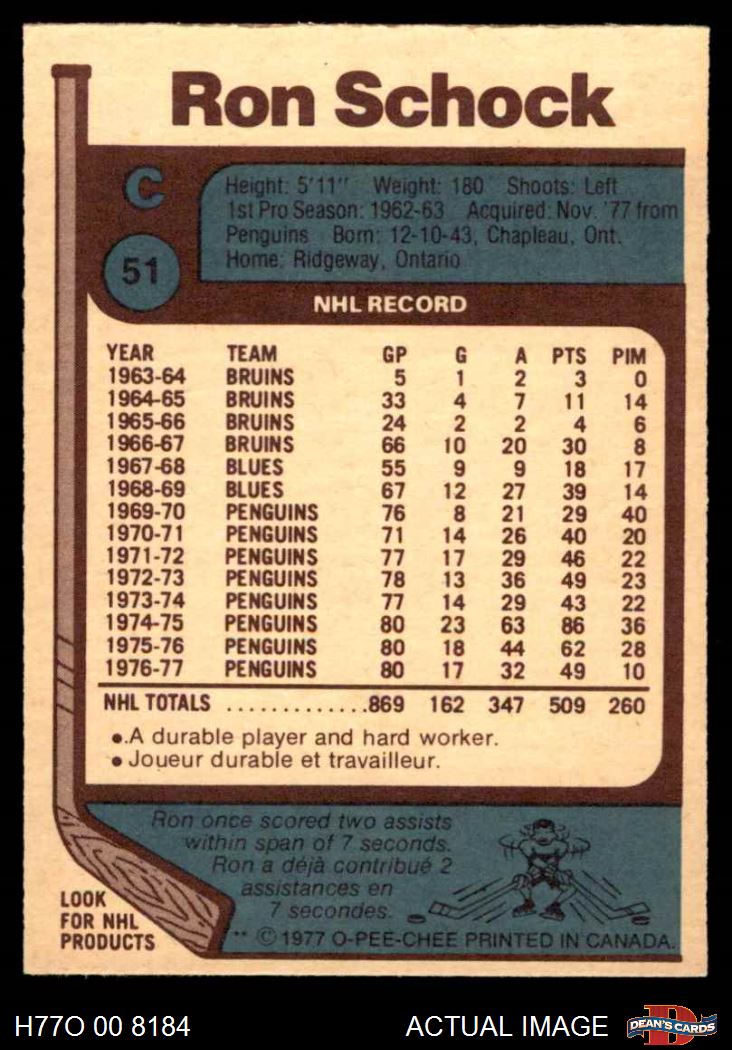 Ron Schock
C
Height: 5'11" Weight: 180 Shoots: Left
1st Pro Season: 1962-63 Acquired: Nov. '77 from
Penguins Born: 12-10-43, Chapleau, Ont.
Home: Ridgeway, Ontario
51
NHL RECORD
YEAR TEAM GP G A PTS PIM
1963-64 BRUINS 5 1 2 3 0
1964-65 BRUINS 33 4 7 11 14
1965-66 BRUINS 24 2 2 4 6
1966-67 BRUINS 66 10 20 30 8
1967-68 BLUES 55 9 9 18 17
1968-69 BLUES 67 12 27 39 14
1969-70 PENGUINS 76 8 21 29 40
1970-71 PENGUINS 71 14 26 40 20
1971-72 PENGUINS 77 17 29 46 22
1972-73 PENGUINS 78 13 36 49 23
1973-74 PENGUINS 77 14 29 43 22
1974-75 PENGUINS 80 23 63 86 36
1975-76 PENGUINS 80 18 44 62 28
1976-77 PENGUINS 80 17 32 49 10
NHL TOTALS .............869 162 347 509 260
•.A durable player and hard worker.
• Joueur durable et travailleur.
Ron once scored two assists
within span of 7 seconds.
Ron a déjà contribué 2
assistances en
7 secondes.
LOOK
FOR NHL
PRODUCTS
** © 1977 O-PEE-CHEE PRINTED IN CANADA.
H77O 00 8184 ACTUAL IMAGE
D
DEAN'S CARDS